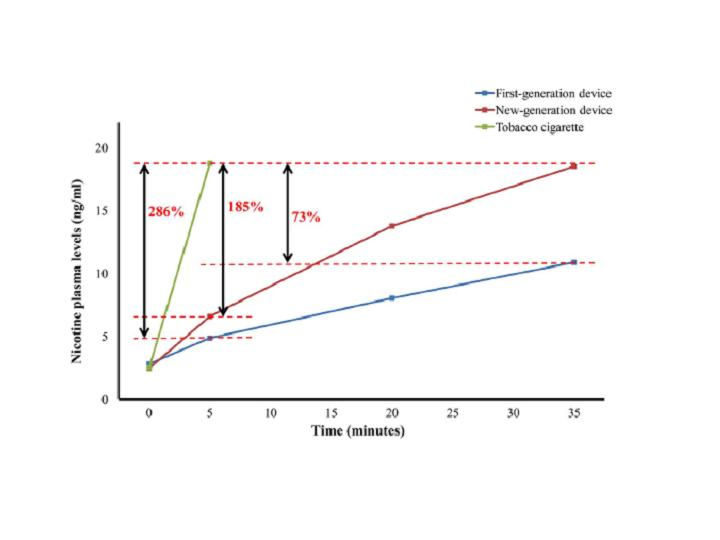 First-generation device
New-generation device
Tobacco cigarette
Nicotine plasma levels (ng/ml)
20
15
10
5
0
286%
185%
73%
0 5 10 15 20 25 30 35
Time (minutes)